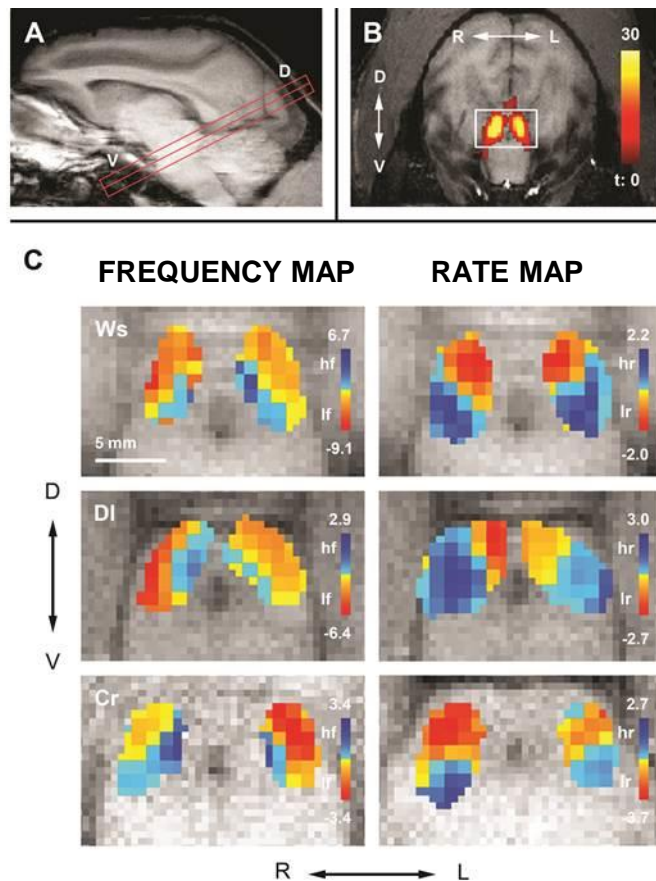 A
D
V
B
R L
D
V
30
t: 0
C
FREQUENCY MAP RATE MAP
Ws
6.7
hf
lf
-9.1
5 mm
2.2
hr
lr
-2.0
D
V
Dl
2.9
hf
lf
-6.4
3.0
hr
lr
-2.7
Cr
3.4
hf
lf
-3.4
2.7
hr
lr
-3.7
R L